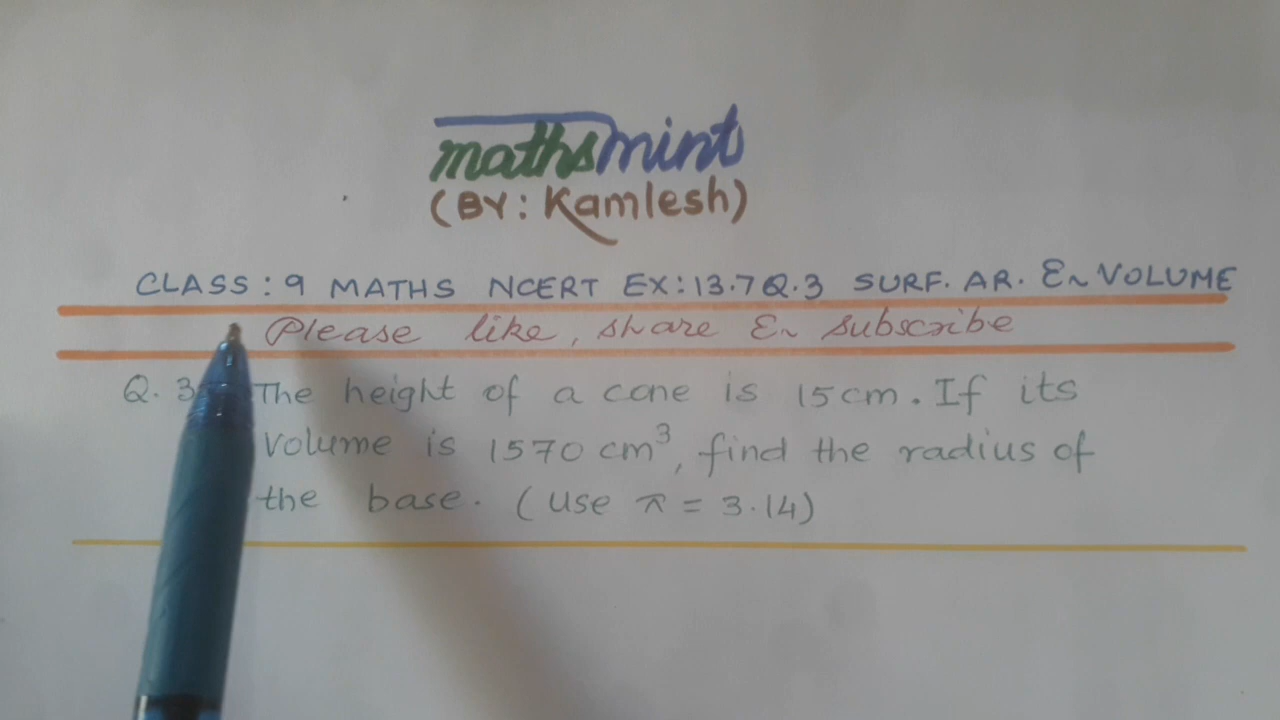 mathsmint
(BY: Kamlesh)
CLASS: 9 MATHS NCERT EX: 13.7 Q.3 SURF. AR. & VOLUME
Please like, share & subscribe
Q. 3 The height of a cone is 15 cm. If its
Volume is 1570 cm³, find the radius of
the base. (Use π = 3.14)